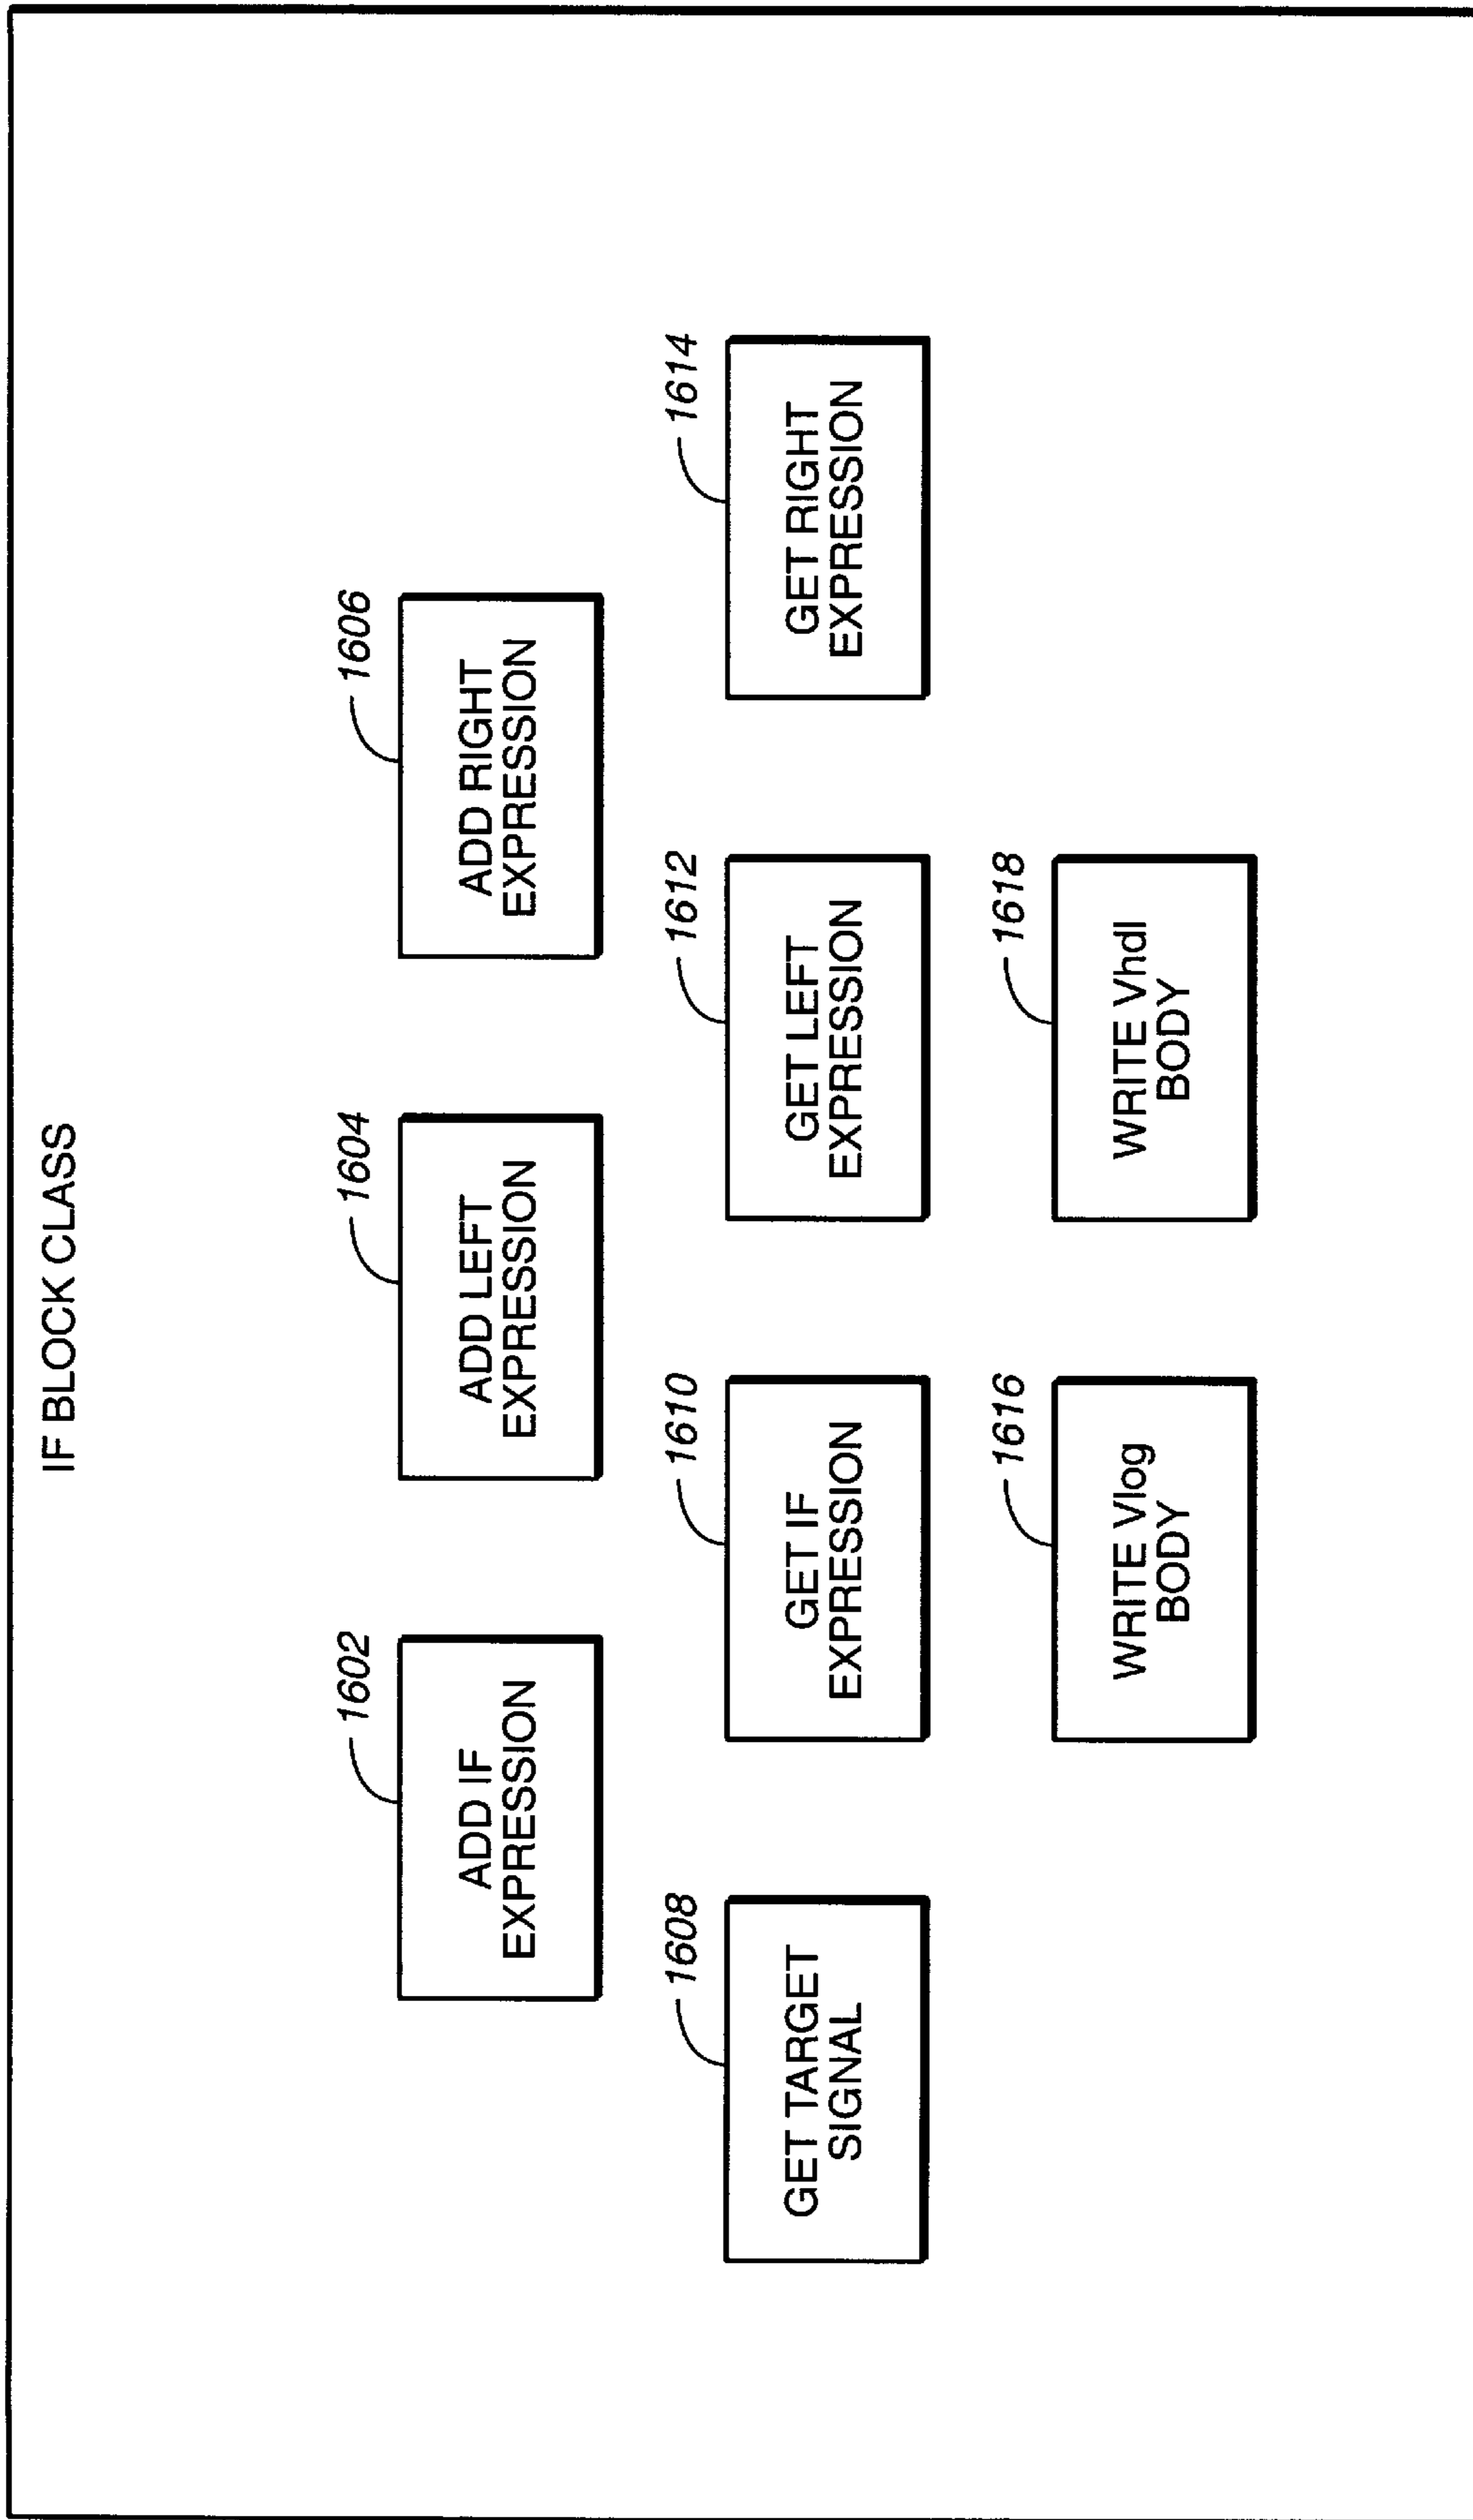 IF BLOCK CLASS
1602
ADD IF
EXPRESSION
1604
ADD LEFT
EXPRESSION
1606
ADD RIGHT
EXPRESSION
1608
GET TARGET
SIGNAL
1610
GET IF
EXPRESSION
1612
GET LEFT
EXPRESSION
1614
GET RIGHT
EXPRESSION
1616
WRITE Vlog
BODY
1618
WRITE Vhdl
BODY